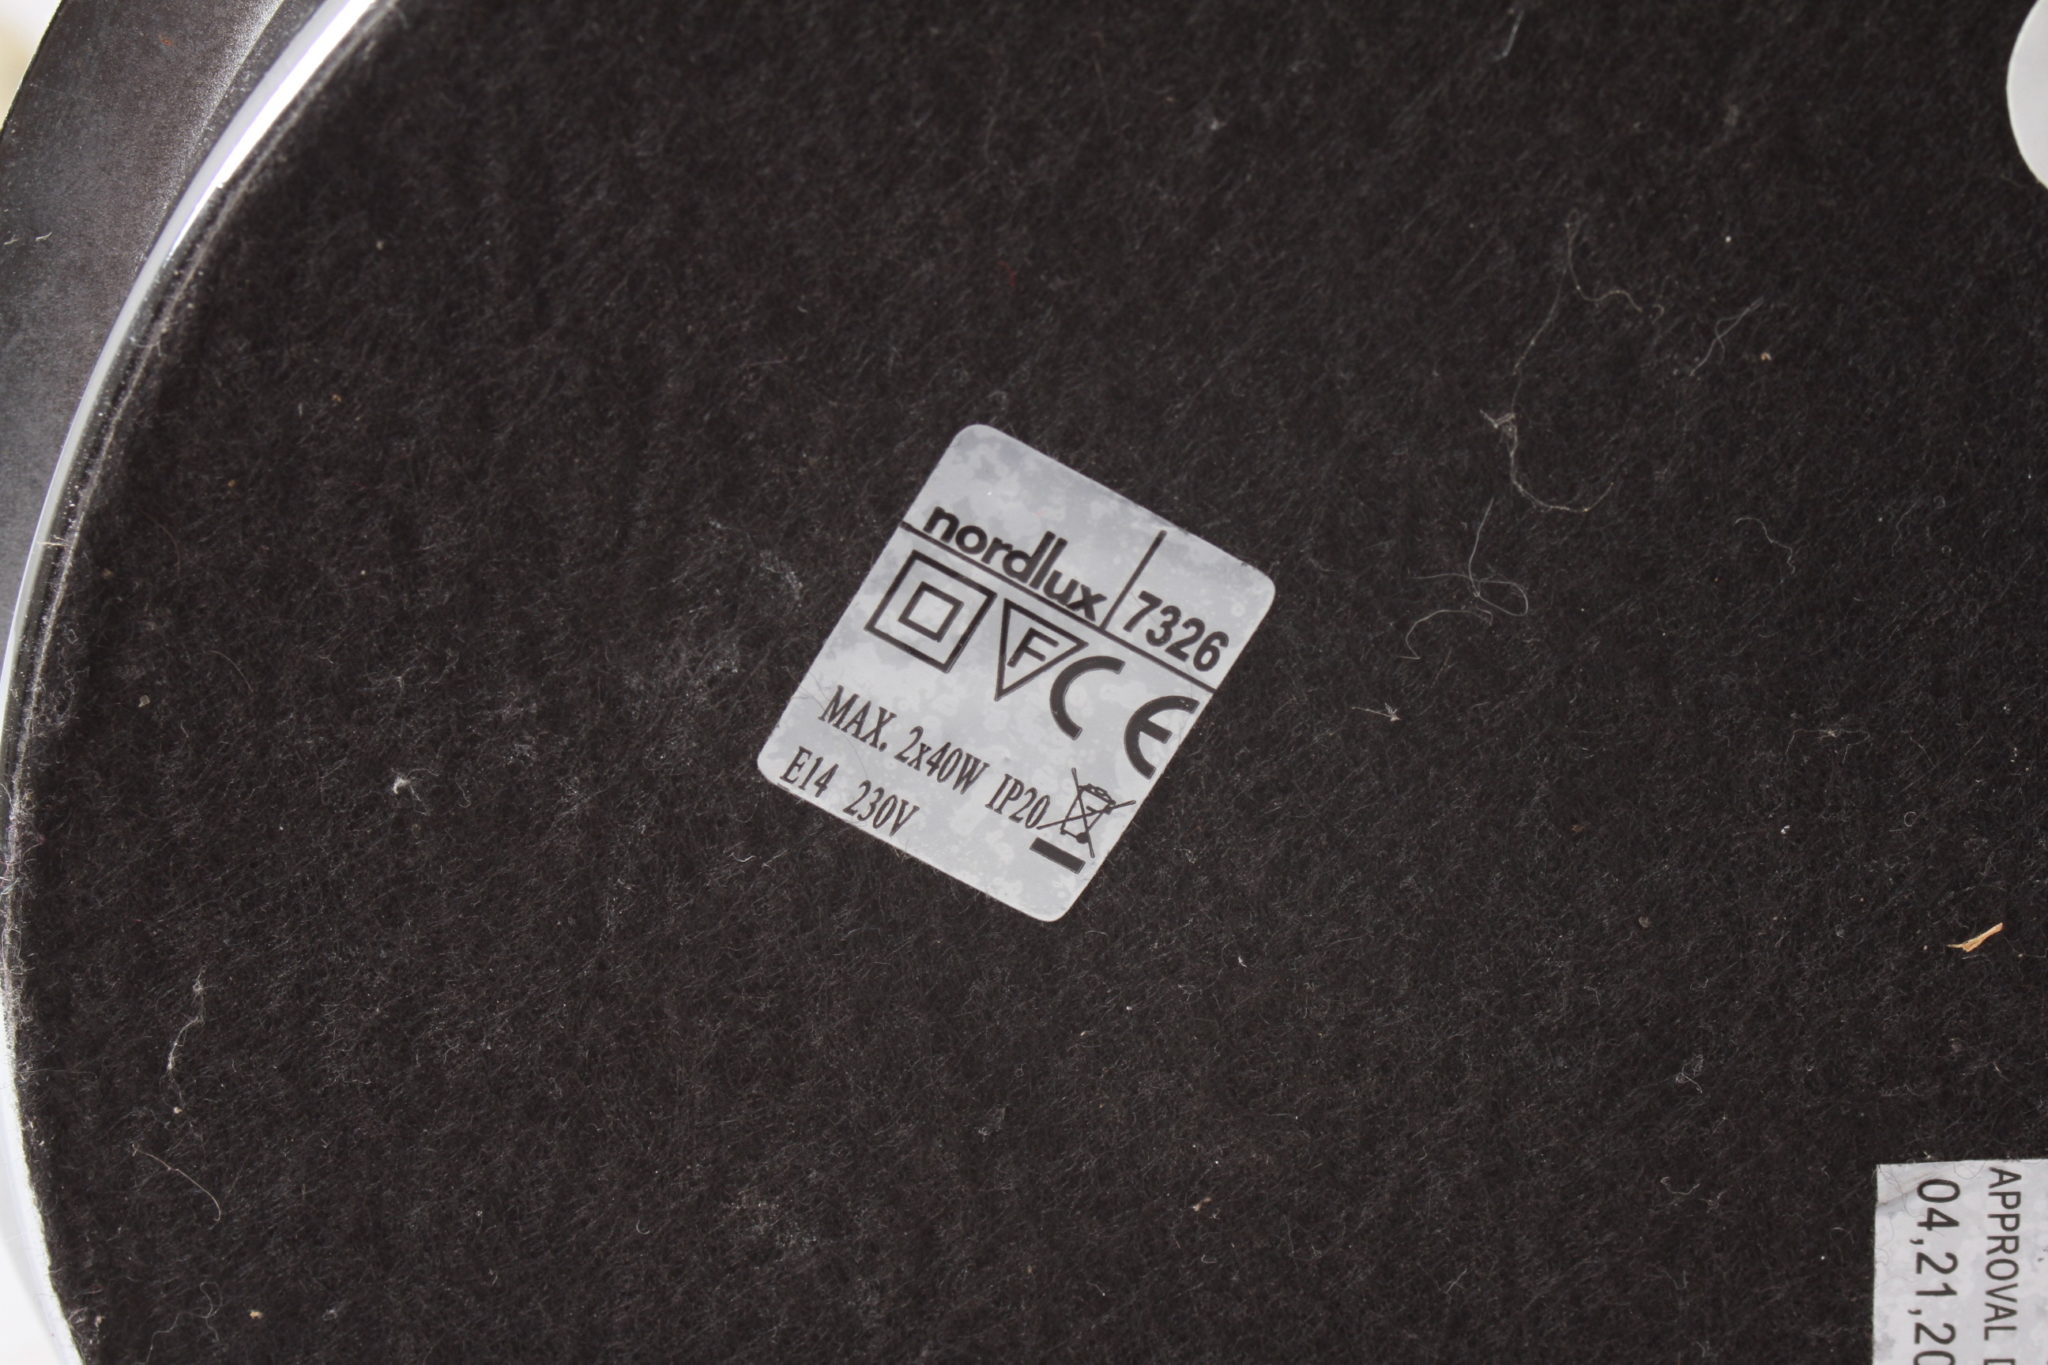 nordlux 7326
F CE
MAX. 2x40W IP20
E14 230V
APPROVAL
04,21,20